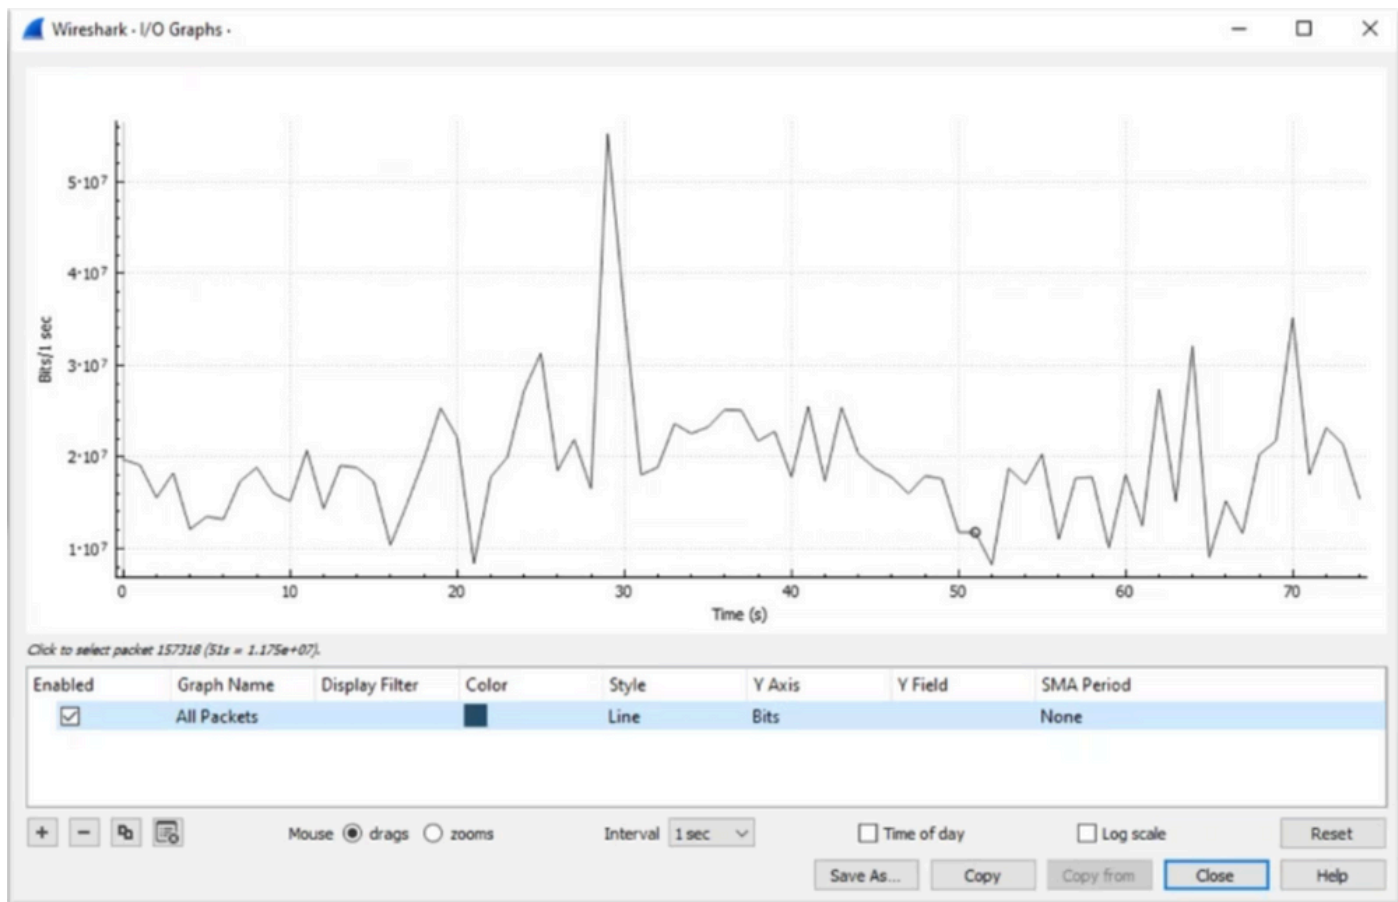 Wireshark · I/O Graphs ·
5·10⁷
4·10⁷
3·10⁷
2·10⁷
1·10⁷
Bits/1 sec
0 10 20 30 40 50 60 70
Time (s)
Click to select packet 157318 (51s = 1.175e+07).
Enabled Graph Name Display Filter Color Style Y Axis Y Field SMA Period
All Packets Line Bits None
Mouse drags zooms Interval 1 sec Time of day Log scale Reset
Save As... Copy Copy from Close Help